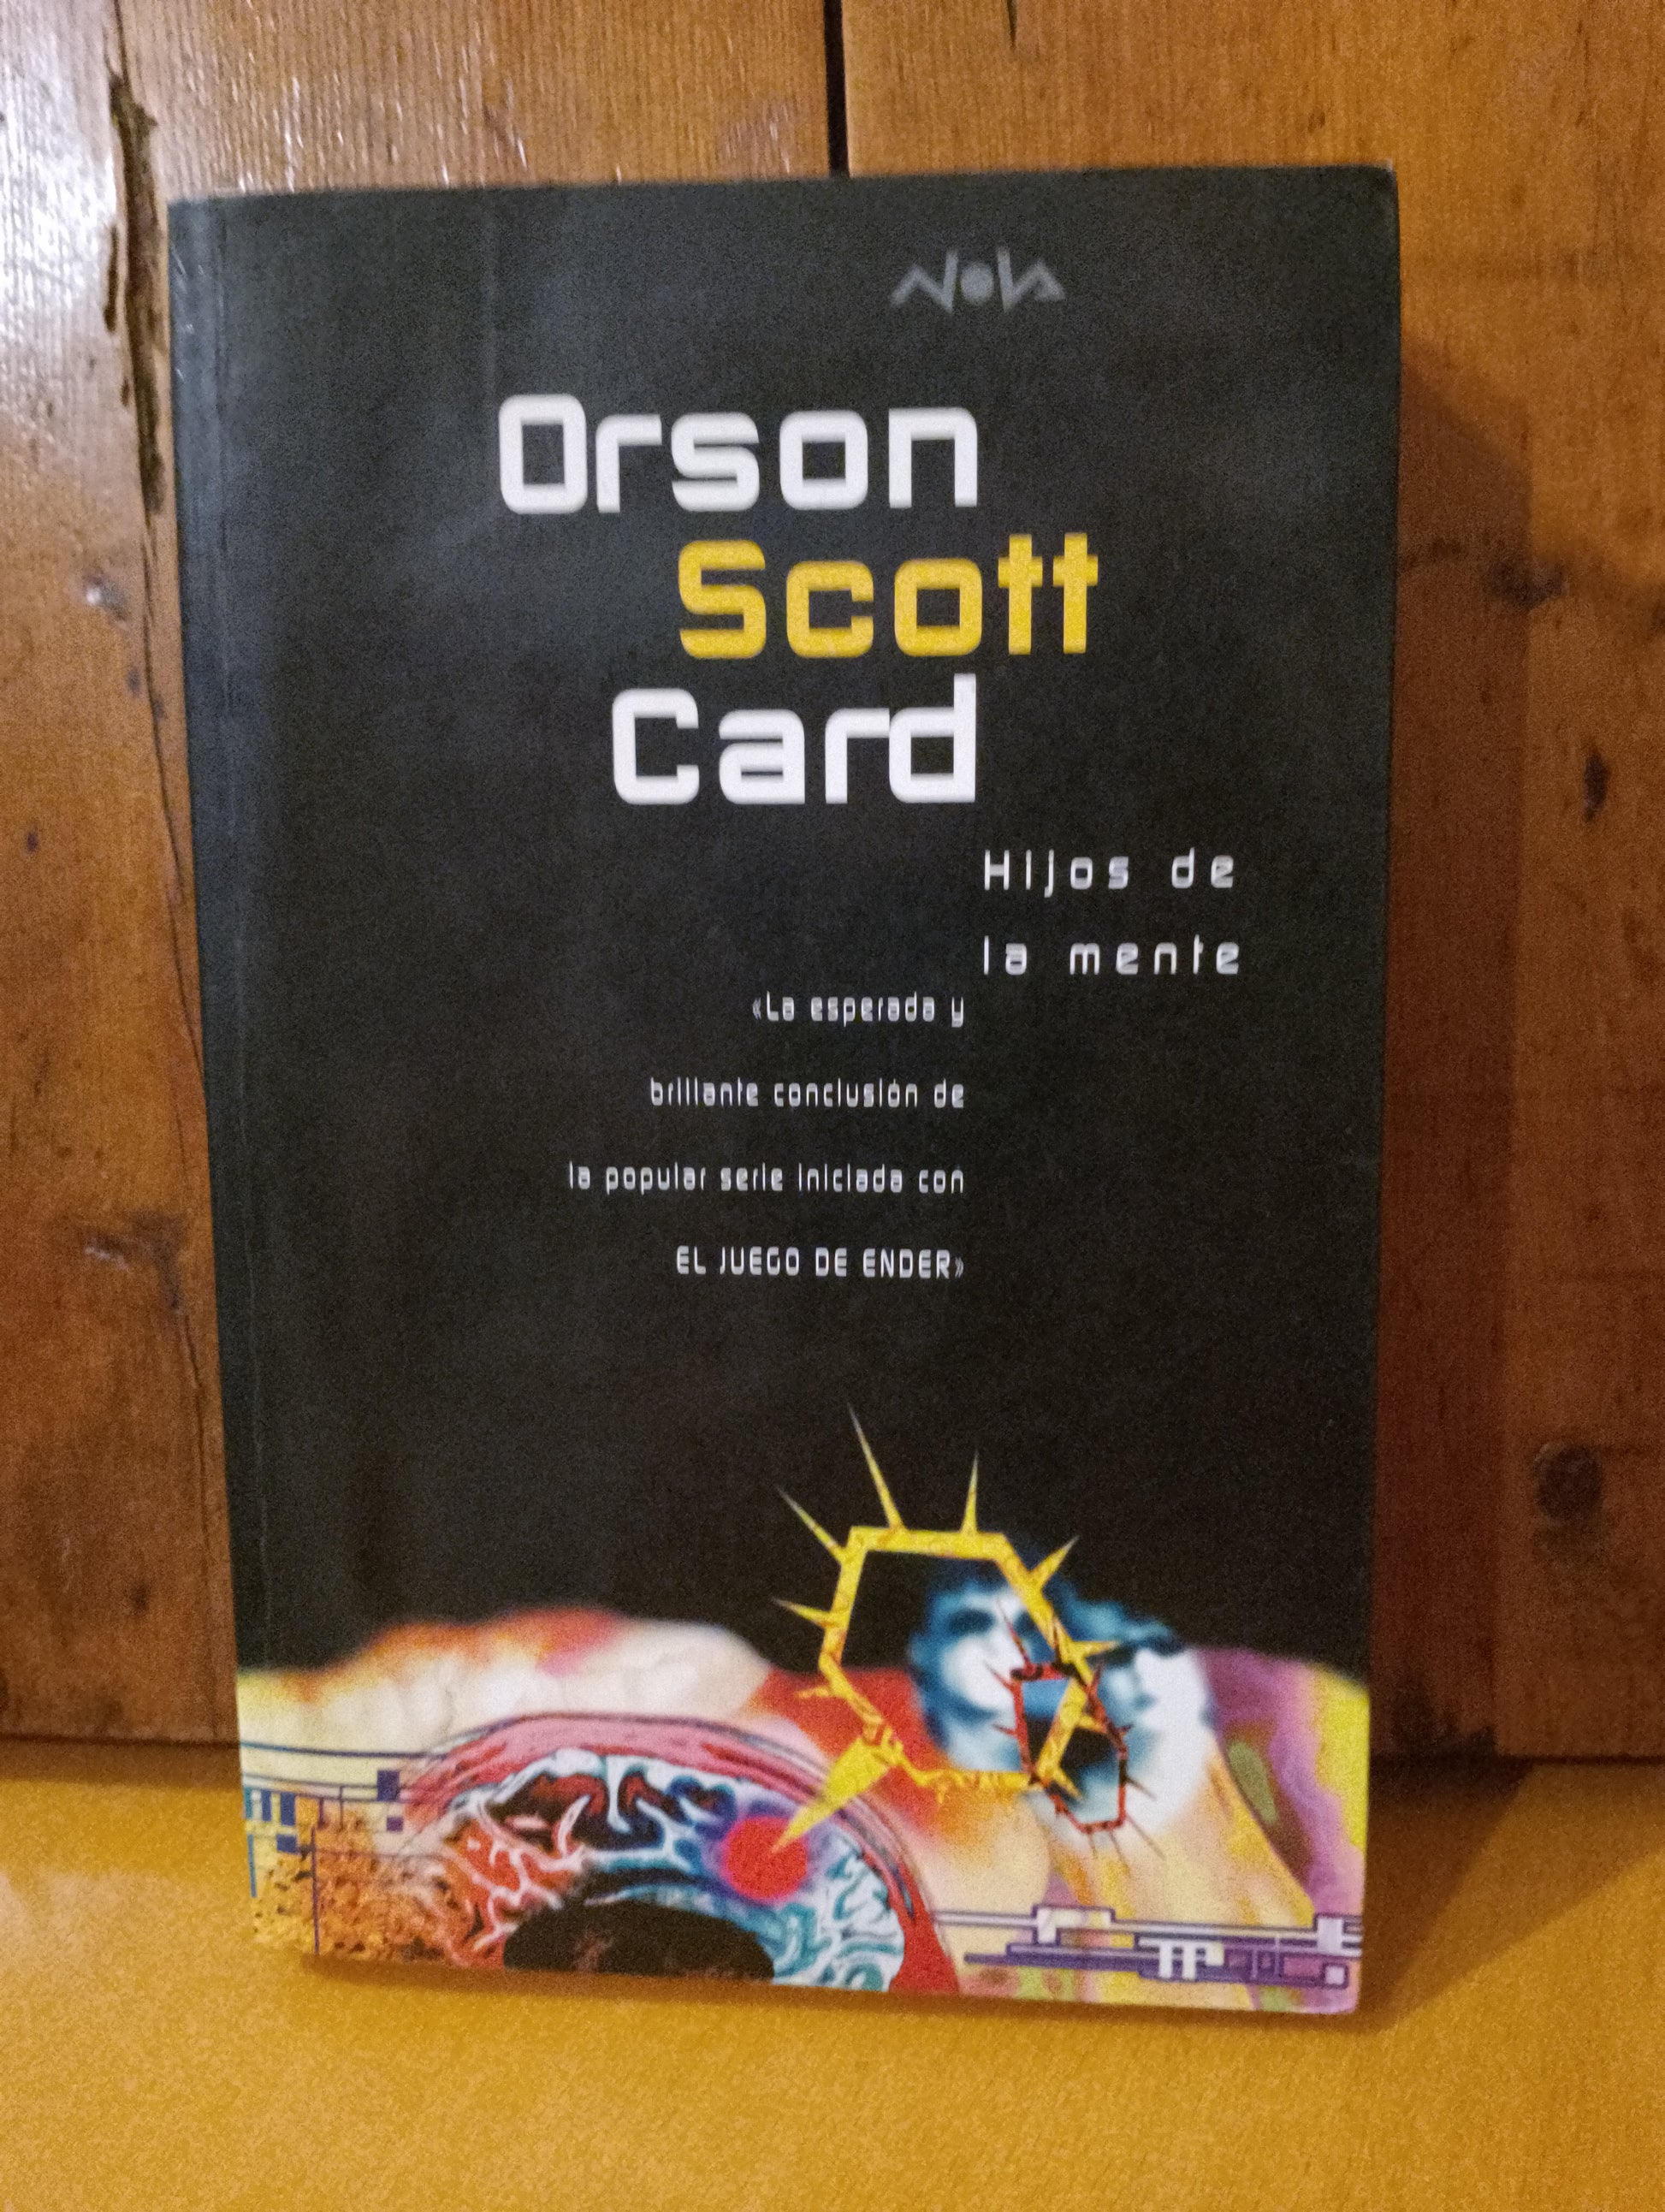 NOVA
Orson
Scott
Card
Hijos de
la mente
«La esperada y
brillante conclusión de
la popular serie iniciada con
EL JUEGO DE ENDER»